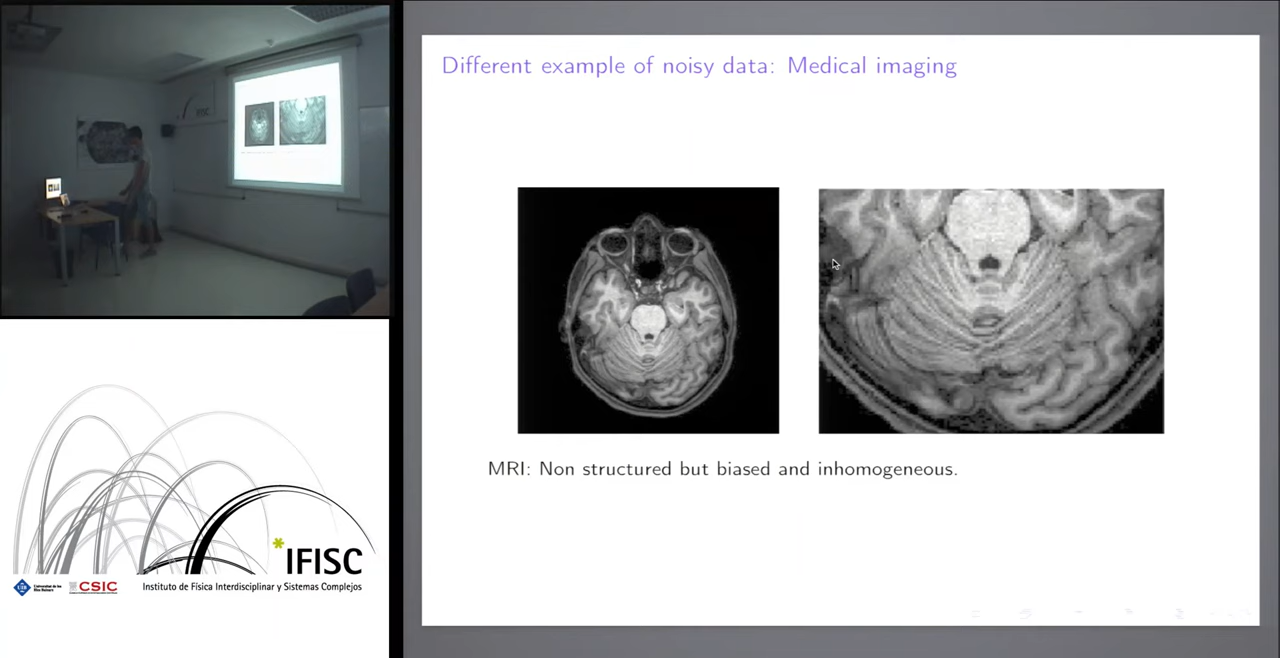 Different example of noisy data: Medical imaging
MRI: Non structured but biased and inhomogeneous.
IFISC
Instituto de Física Interdisciplinar y Sistemas Complejos
CSIC